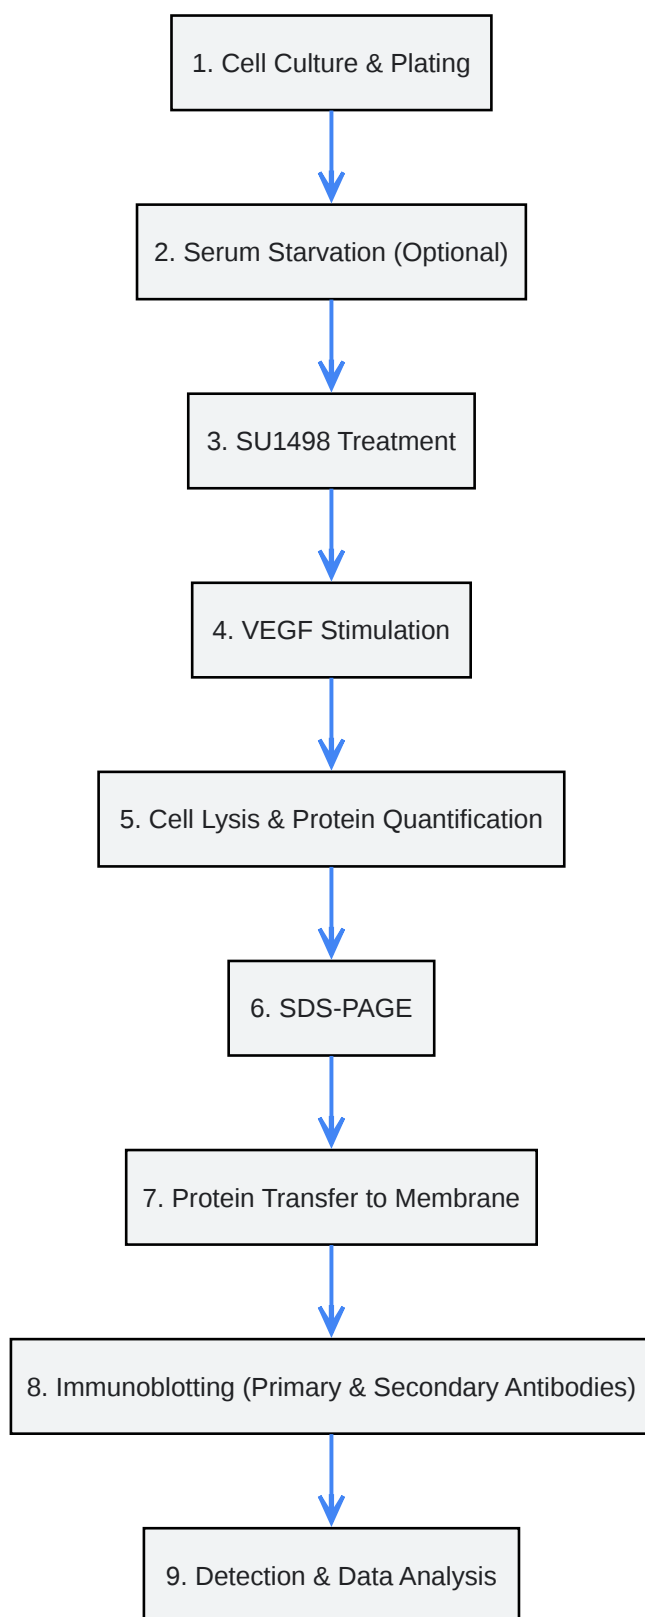 1. Cell Culture & Plating
2. Serum Starvation (Optional)
3. SU1498 Treatment
4. VEGF Stimulation
5. Cell Lysis & Protein Quantification
6. SDS-PAGE
7. Protein Transfer to Membrane
8. Immunoblotting (Primary & Secondary Antibodies)
9. Detection & Data Analysis